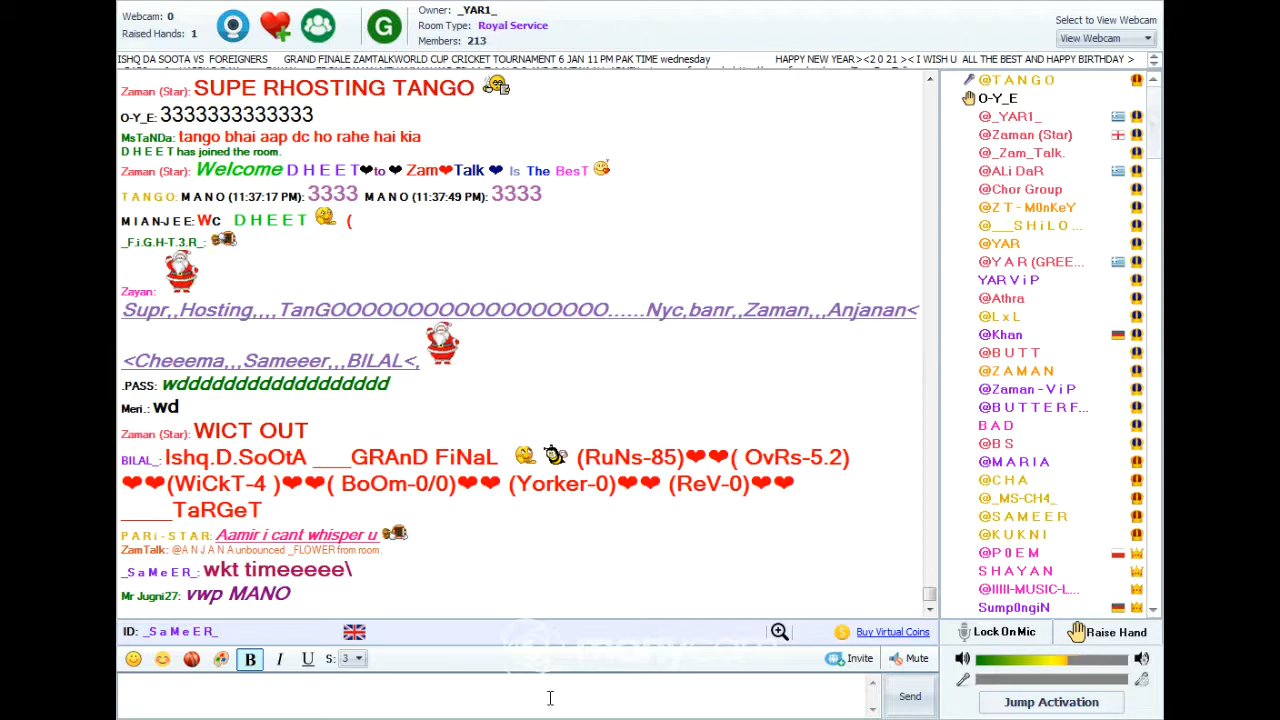 Webcam: 0
Raised Hands: 1
G
Owner: _YAR1_
Room Type: Royal Service
Members: 213
Select to View Webcam
View Webcam
ISHQ DA SOOTA VS FOREIGNERS GRAND FINALE ZAMTALKWORLD CUP CRICKET TOURNAMENT 6 JAN 11 PM PAK TIME wednesday HAPPY NEW YEAR><2 0 21 >< I WISH U ALL THE BEST AND HAPPY BIRTHDAY >
Zaman (Star): SUPE RHOSTING TANGO
O-Y_E: 3333333333333
MsTaNDa: tango bhai aap dc ho rahe hai kia
D H E E T has joined the room.
Zaman (Star): Welcome D H E E T❤to ❤ Zam❤Talk ❤ Is The BesT
T A N G O: M A N O (11:37:17 PM): 3333 M A N O (11:37:49 PM): 3333
M I A N-J E E: Wc D H E E T (
_F.i.G.H-T.3.R_:
Zayan:
Supr,,Hosting,,,,TanGOOOOOOOOOOOOOOOOOO......Nyc,banr,,Zaman,,,Anjanan<
<Cheeema,,,Sameeer,,,BILAL<,
.PASS: wdddddddddddddddddd
Meri.: wd
Zaman (Star): WICT OUT
BILAL_: Ishq.D.SoOtA ___GRAnD FiNaL (RuNs-85)❤❤( OvRs-5.2)
❤❤(WiCkT-4 )❤❤( BoOm-0/0)❤❤ (Yorker-0)❤❤ (ReV-0)❤❤
____TaRGeT
P A R i - S T A R: Aamir i cant whisper u
ZamTalk: @A N J A N A unbounced _FLOWER from room.
_S a M e E R_: wkt timeeeee\
Mr Jugni27: vwp MANO
@T A N G O
O-Y_E
@_YAR1_
@Zaman (Star)
@_Zam_Talk.
@ALi DaR
@Chor Group
@Z T - M0nKeY
@___S H i L O ...
@YAR
@Y A R (GREE...
YAR V i P
@Athra
@L x L
@Khan
@B U T T
@Z A M A N
@Zaman - V i P
@B U T T E R F...
B A D
@B S
@M A R I A
@C H A
@_MS-CH4_
@S A M E E R
@K U K N I
@P 0 E M
S H A Y A N
@IIIII-MUSIC-L...
Sump0ngiN
ID: _S a M e E R_
Buy Virtual Coins
Lock On Mic
Raise Hand
B I U S: 3
Invite
Mute
Send
Jump Activation